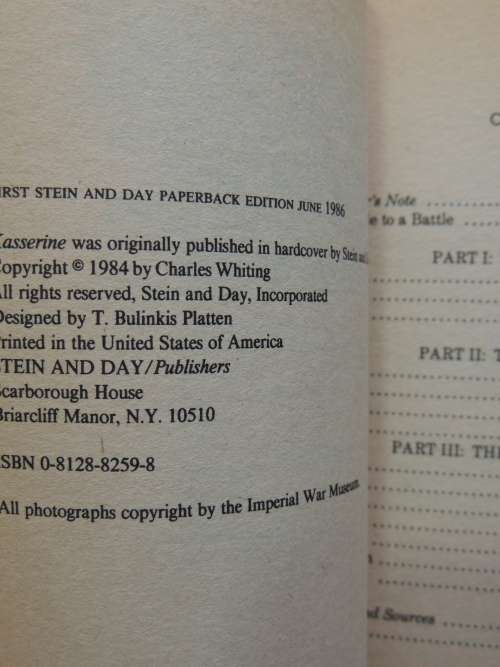 IRST STEIN AND DAY PAPERBACK EDITION JUNE 1986
Kasserine was originally published in hardcover by Stein and
Copyright © 1984 by Charles Whiting
All rights reserved, Stein and Day, Incorporated
Designed by T. Bulinkis Platten
Printed in the United States of America
STEIN AND DAY/Publishers
Scarborough House
Briarcliff Manor, N.Y. 10510
ISBN 0-8128-8259-8
All photographs copyright by the Imperial War Museum
C
's Note
e to a Battle
PART I:
PART II: T
PART III: THE
nd Sources